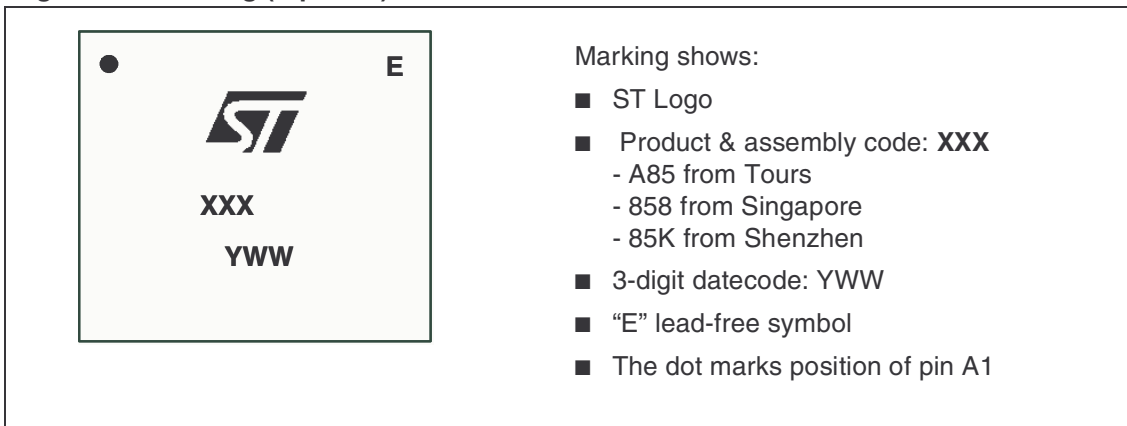 E
ST
XXX
YWW
Marking shows:
■ ST Logo
■ Product & assembly code: XXX
- A85 from Tours
- 858 from Singapore
- 85K from Shenzhen
■ 3-digit datecode: YWW
■ “E” lead-free symbol
■ The dot marks position of pin A1